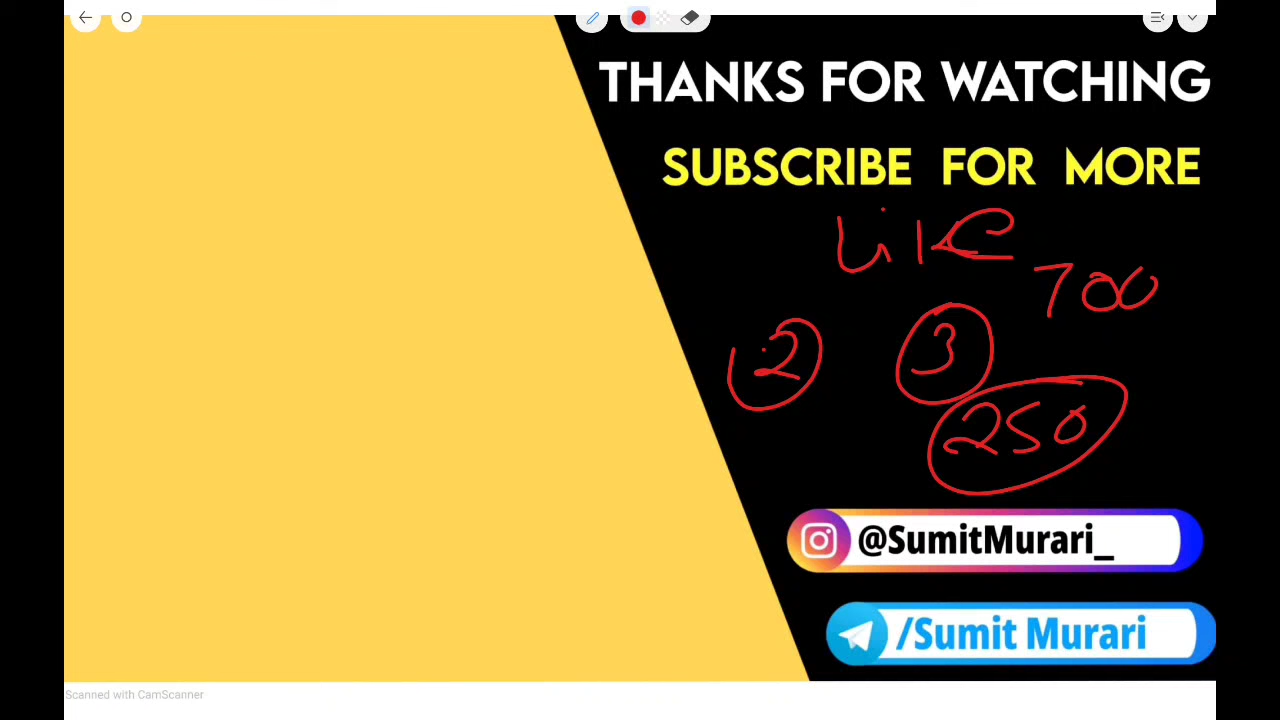 THANKS FOR WATCHING
SUBSCRIBE FOR MORE
Like
700
2
3
250
@SumitMurari_
/Sumit Murari
Scanned with CamScanner